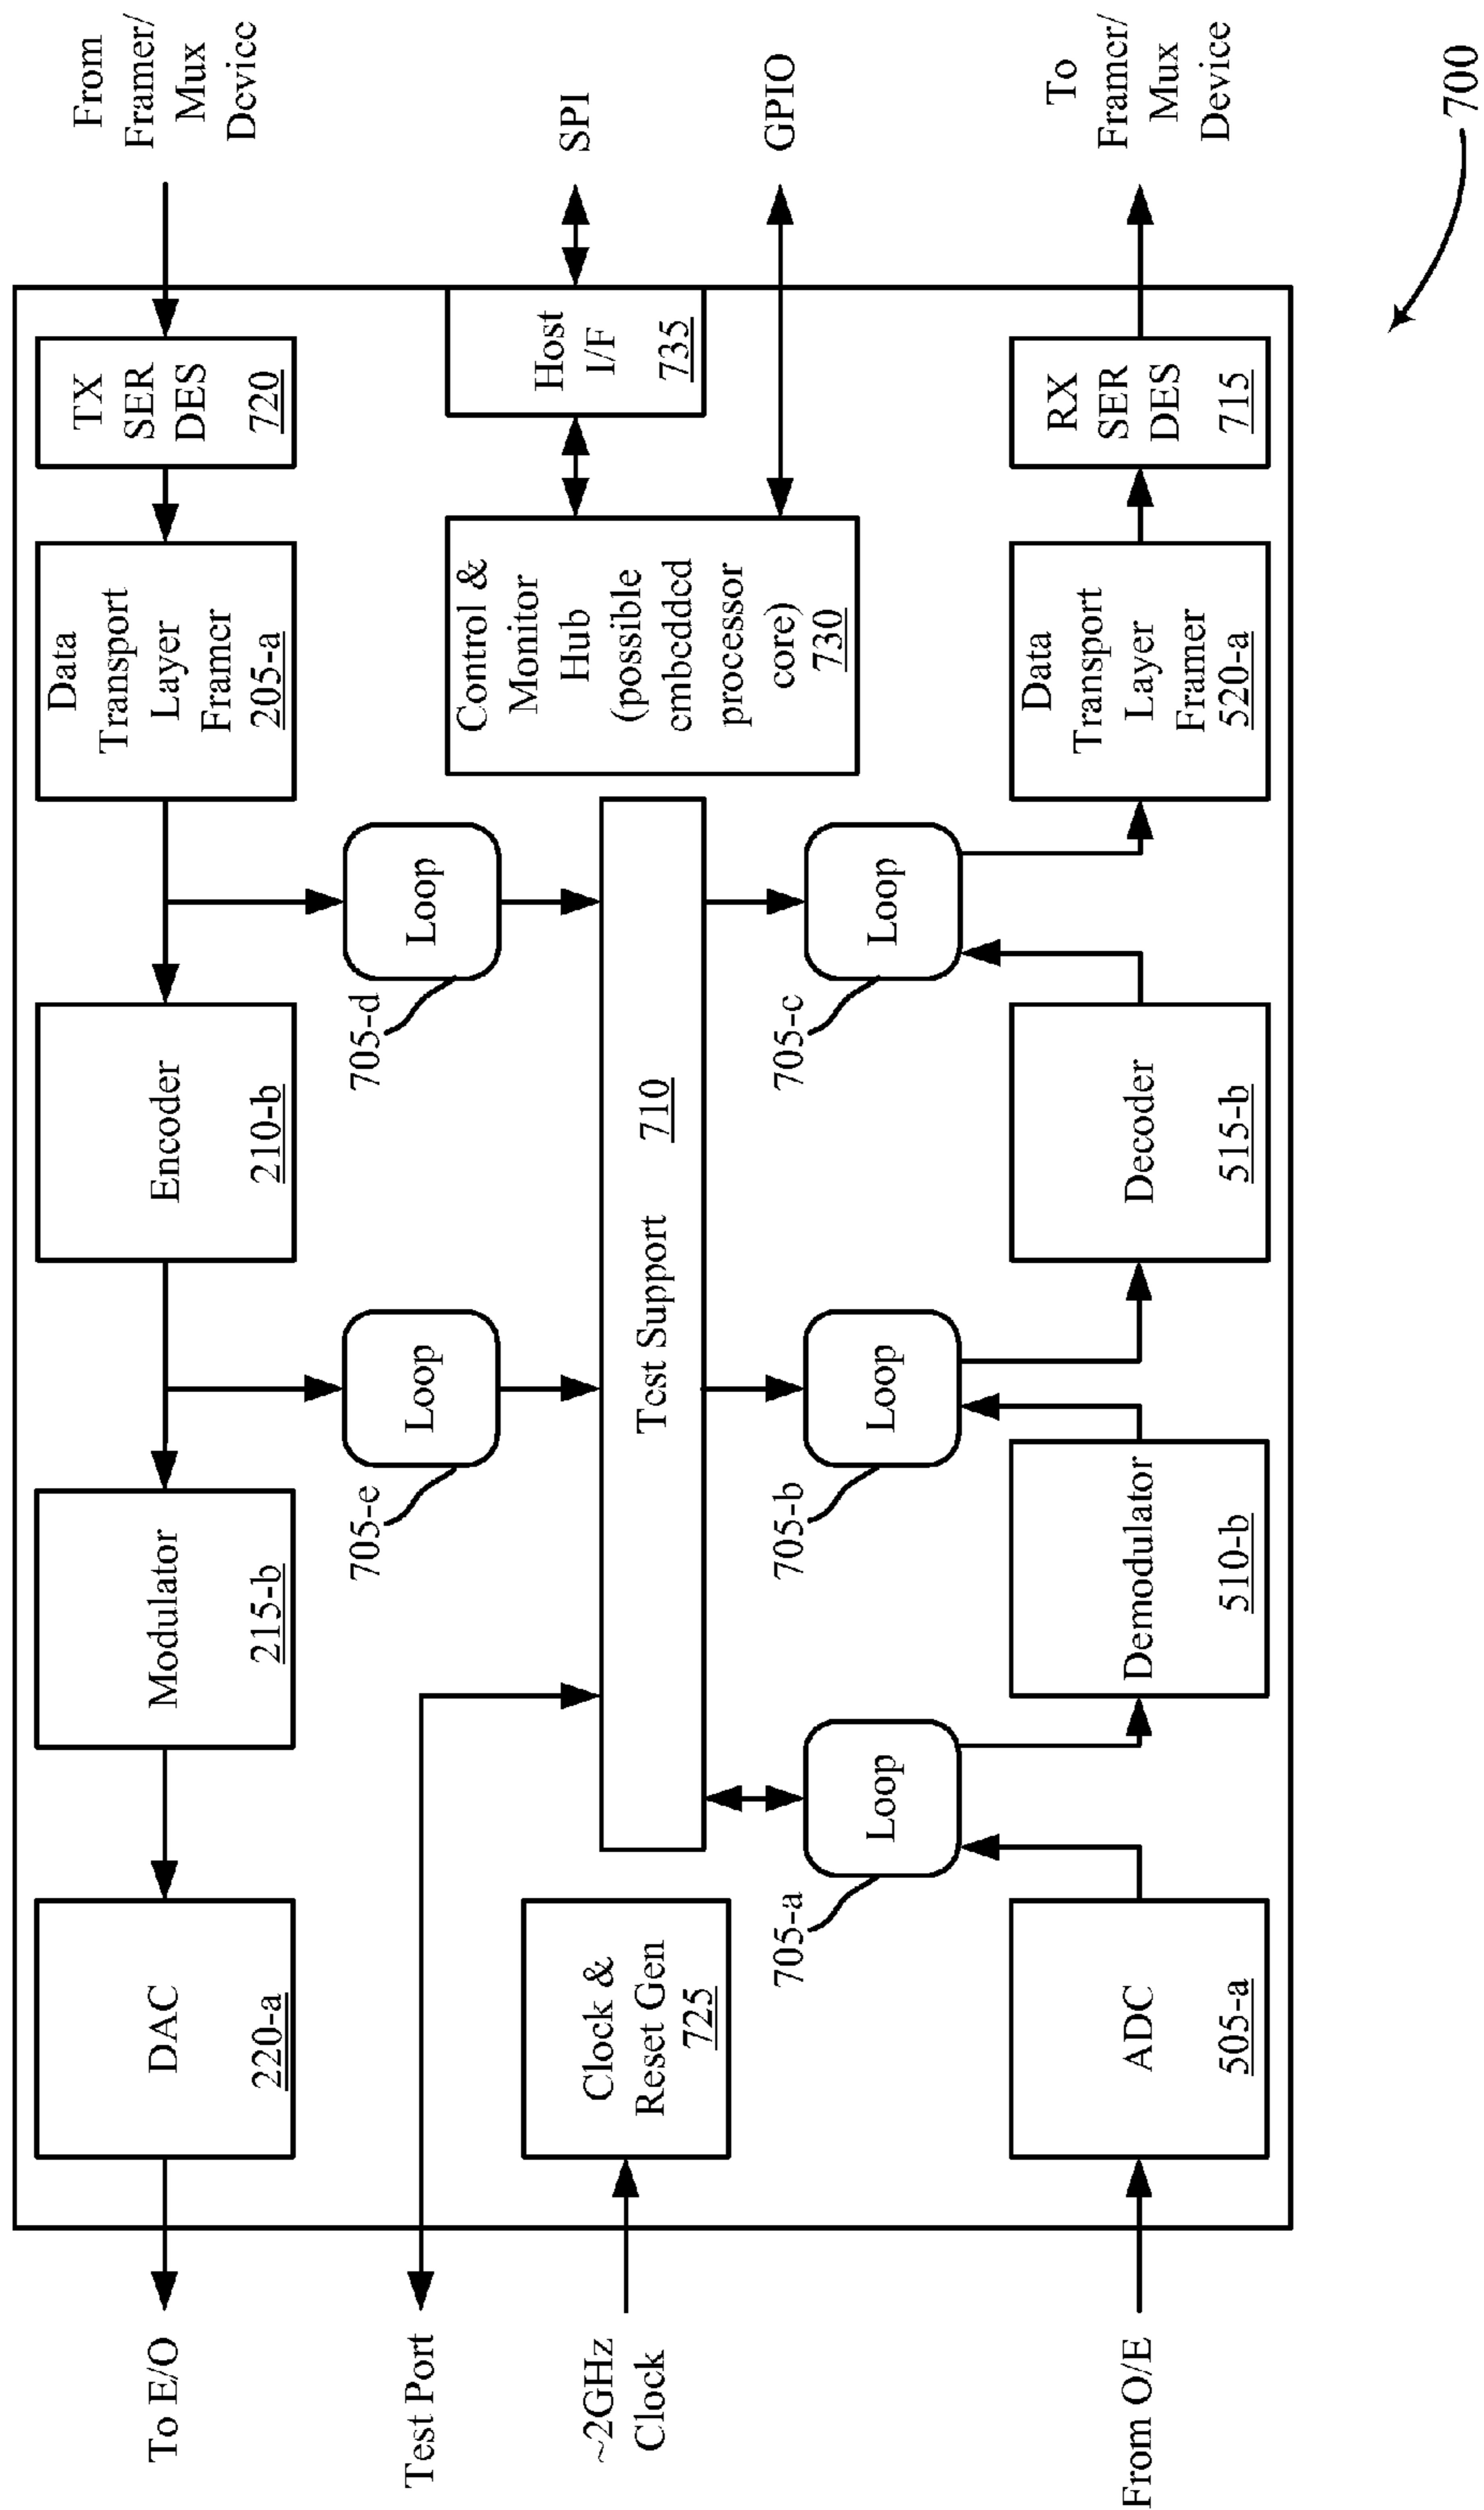 To E/O
DAC
220-a
Modulator
215-b
Encoder
210-b
Data
Transport
Layer
Framer
205-a
TX
SER
DES
720
From
Framer/
Mux
Device
705-e
Loop
705-d
Loop
Test Port
~2GHz
Clock
Clock &
Reset Gen
725
Test Support 710
Control &
Monitor
Hub
(possible
embedded
processor
core)
730
Host
I/F
735
SPI
GPIO
705-a
Loop
705-b
Loop
705-c
Loop
From O/E
ADC
505-a
Demodulator
510-b
Decoder
515-b
Data
Transport
Layer
Framer
520-a
RX
SER
DES
715
To
Framer/
Mux
Device
700